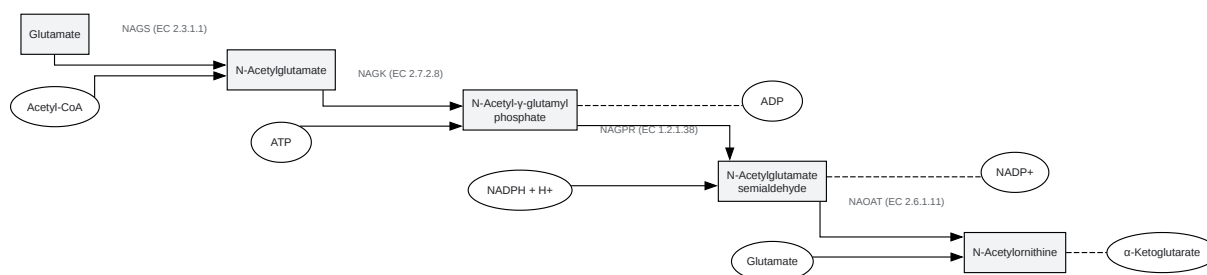 Glutamate
NAGS (EC 2.3.1.1)
N-Acetylglutamate
Acetyl-CoA
NAGK (EC 2.7.2.8)
N-Acetyl-γ-glutamyl
phosphate
ADP
ATP
NAGPR (EC 1.2.1.38)
N-Acetylglutamate
semialdehyde
NADP+
NADPH + H+
NAOAT (EC 2.6.1.11)
N-Acetylornithine
α-Ketoglutarate
Glutamate